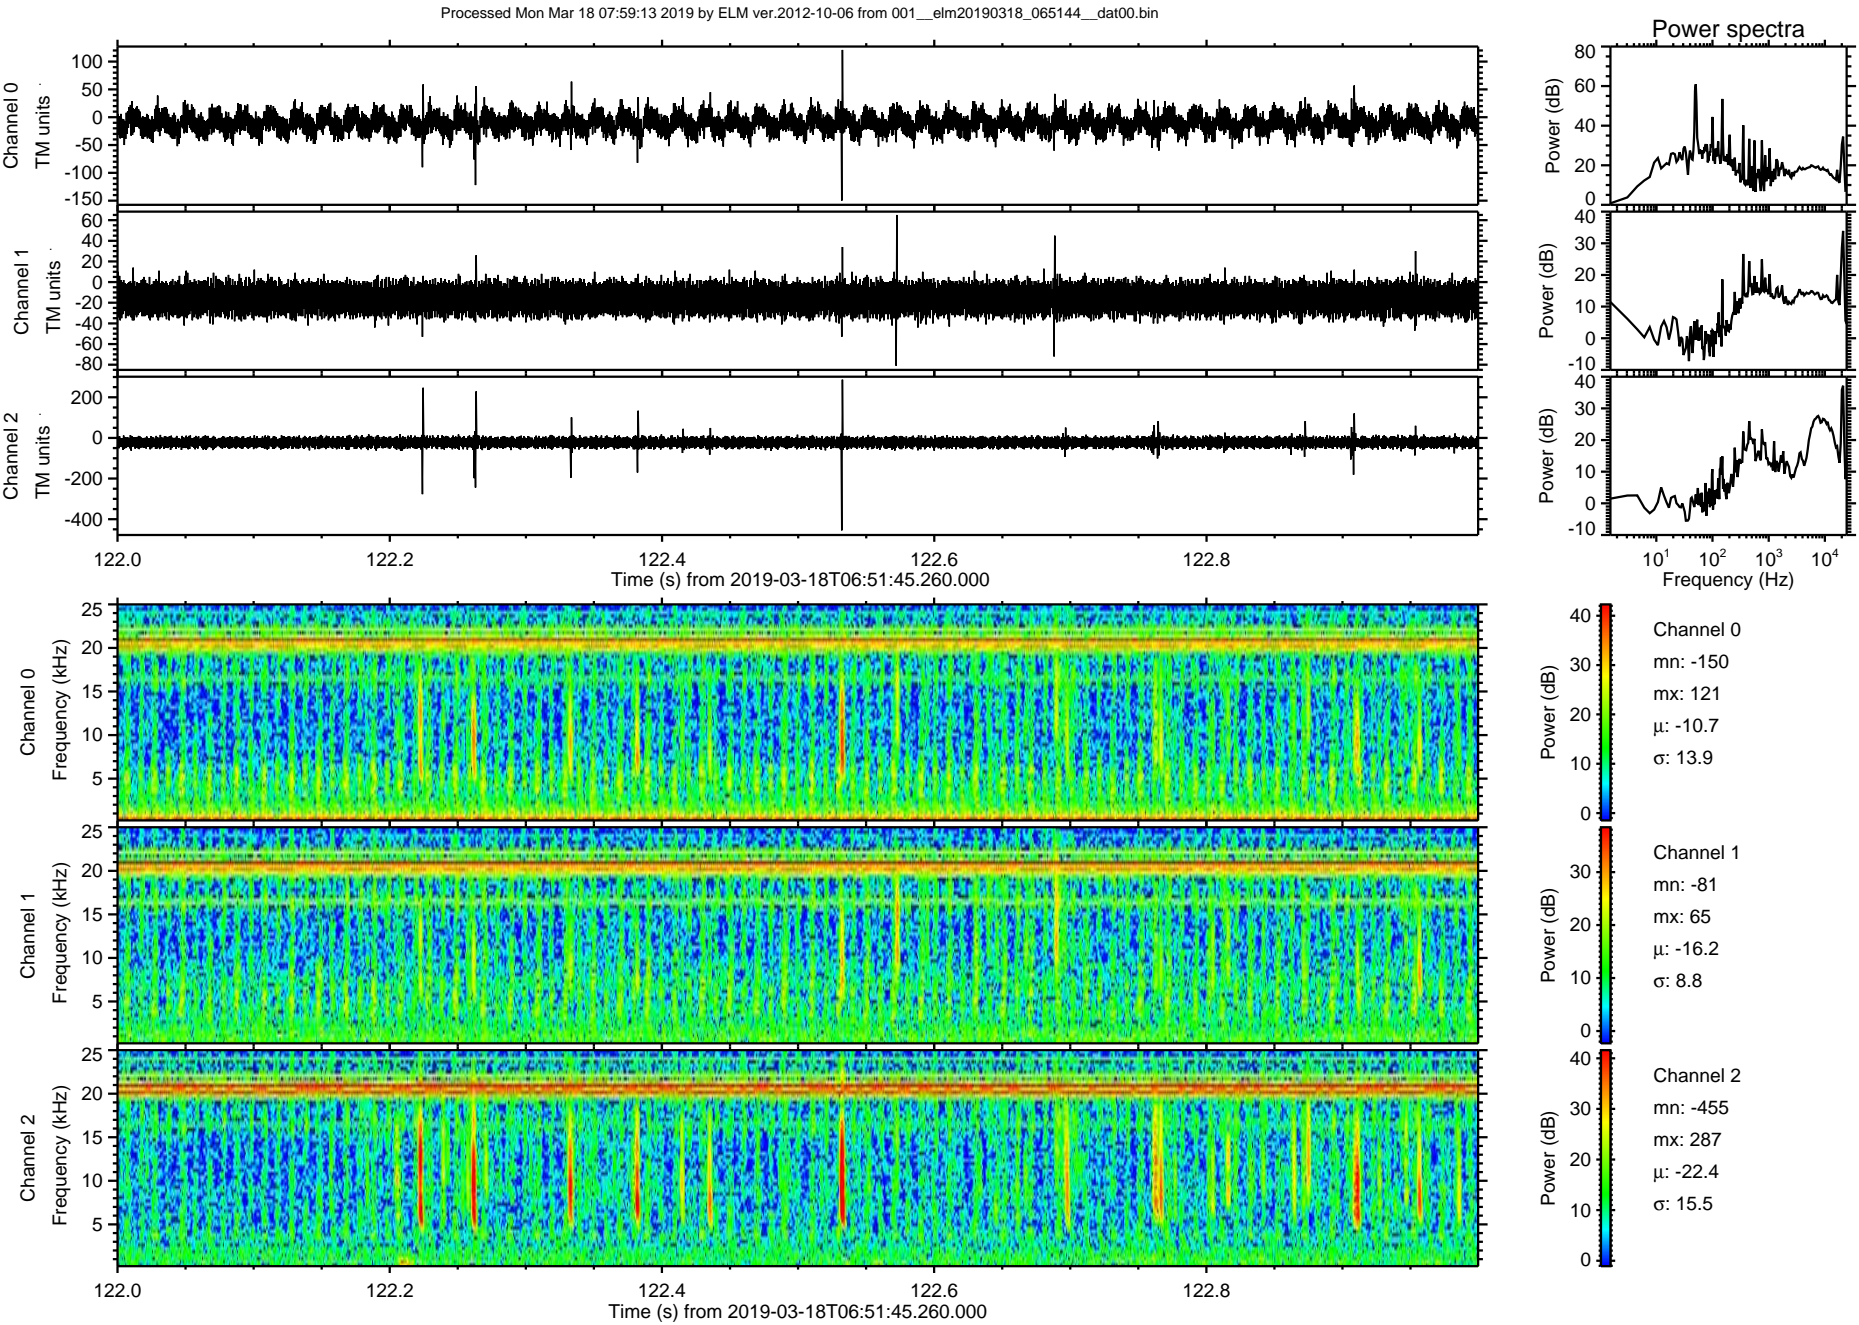 Processed Mon Mar 18 07:59:13 2019 by ELM ver.2012-10-06 from 001__elm20190318_065144__dat00.bin
Power spectra
Channel 0
TM units
100
50
0
-50
-100
-150
Power (dB)
80
60
40
20
0
Channel 1
TM units
60
40
20
0
-20
-40
-60
-80
Power (dB)
40
30
20
10
0
-10
Channel 2
TM units
200
0
-200
-400
Power (dB)
40
30
20
10
0
-10
122.0 122.2 122.4 122.6 122.8
Time (s) from 2019-03-18T06:51:45.260.000
10¹ 10² 10³ 10⁴
Frequency (Hz)
Channel 0
Frequency (kHz)
25
20
15
10
5
Power (dB)
40
30
20
10
0
Channel 0
mn: -150
mx: 121
μ: -10.7
σ: 13.9
Channel 1
Frequency (kHz)
25
20
15
10
5
Power (dB)
30
20
10
0
Channel 1
mn: -81
mx: 65
μ: -16.2
σ: 8.8
Channel 2
Frequency (kHz)
25
20
15
10
5
Power (dB)
40
30
20
10
0
Channel 2
mn: -455
mx: 287
μ: -22.4
σ: 15.5
122.0 122.2 122.4 122.6 122.8
Time (s) from 2019-03-18T06:51:45.260.000